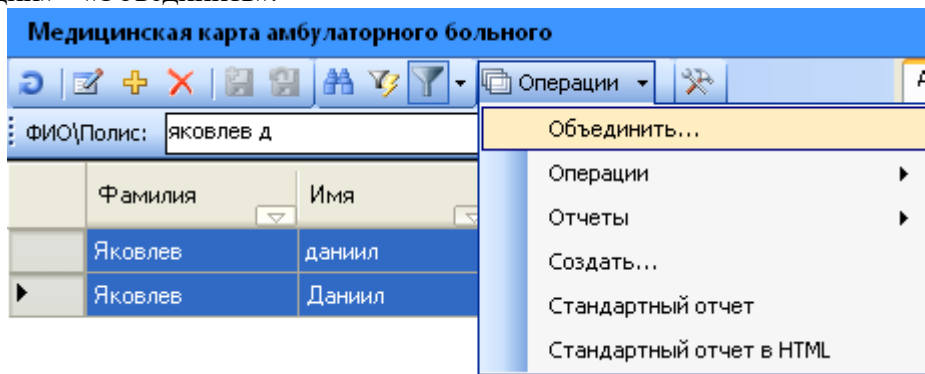 Медицинская карта амбулаторного больного
Операции
ФИО\Полис: яковлев д
Объединить...
Операции
Отчеты
Создать...
Стандартный отчет
Стандартный отчет в HTML
Фамилия Имя
Яковлев даниил
Яковлев Даниил